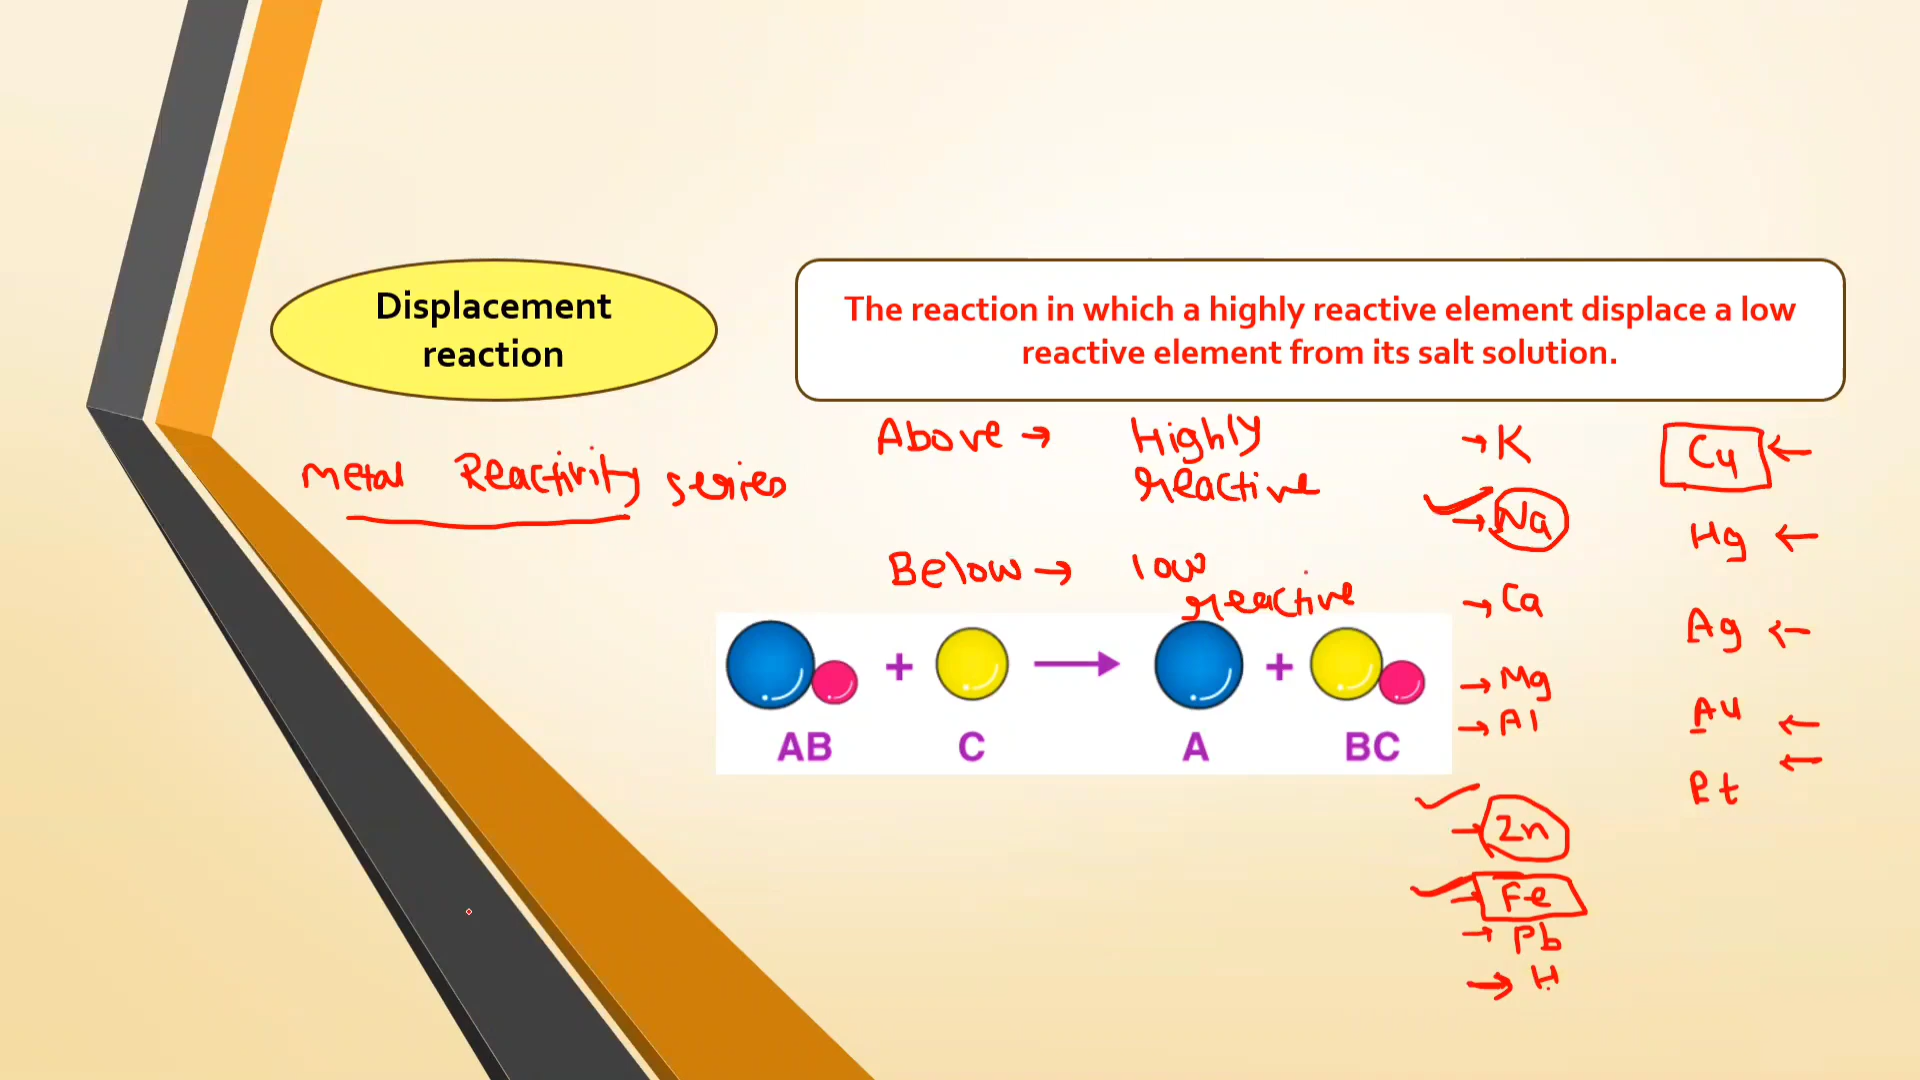 Displacement
reaction
The reaction in which a highly reactive element displace a low
reactive element from its salt solution.
Metal Reactivity series
Above → Highly
reactive
Below → low
reactive
AB + C → A + BC
→ K
→ Na
→ Ca
→ Mg
→ Al
→ Zn
→ Fe
→ Pb
→ H
Cu ←
Hg ←
Ag ←
Au ←
Pt ←